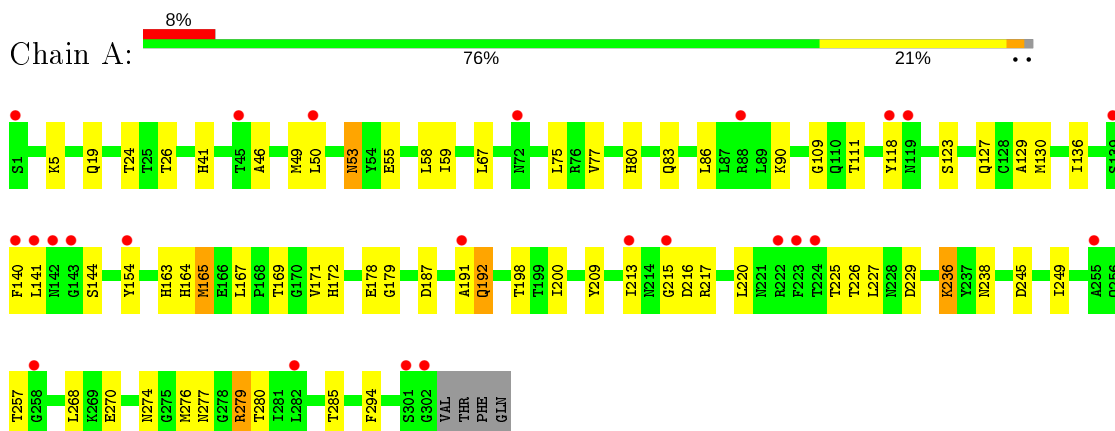 8%
Chain A:
76% 21% . .
S1 K5 Q19 T24 T25 T26 H41 T45 A46 M49 L50 N53 Y54 E55 L58 I59 L67 N72 L75 R76 V77 H80 Q83 L86 L87 R88 L89 K90 G109 Q110 T111 Y118 N119 S123 Q127 C128 A129 M130 I136 S139
F140 L141 N142 G143 S144 Y154 H163 H164 M165 E166 L167 P168 T169 G170 V171 H172 E178 G179 D187 A191 Q192 T198 T199 I200 Y209 I213 N214 G215 D216 R217 L220 N221 R222 F223 T224 T225 T226 L227 N228 D229 K236 Y237 N238 D245 I249 A255 Q256
T257 G258 L268 K269 E270 N274 G275 M276 N277 G278 R279 T280 I281 L282 T285 F294 S301 G302 VAL THR PHE GLN